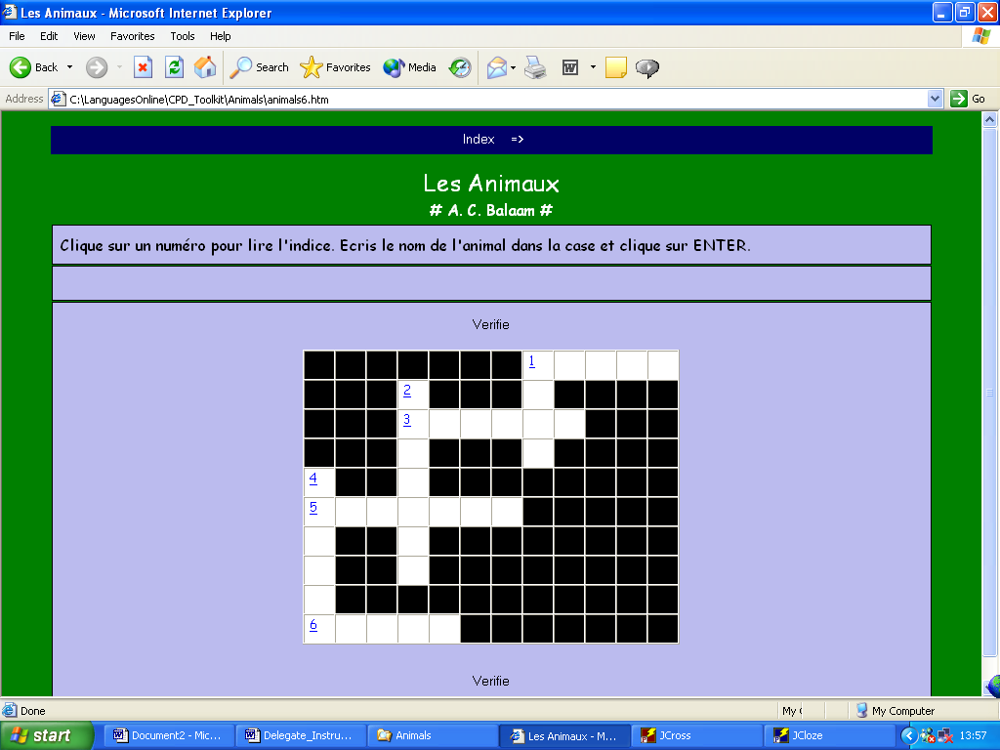 Les Animaux - Microsoft Internet Explorer
File Edit View Favorites Tools Help
Back Search Favorites Media
Address C:\LanguagesOnline\CPD_Toolkit\Animals\animals6.htm Go
Index =>
Les Animaux
# A. C. Balaam #
Clique sur un numéro pour lire l'indice. Ecris le nom de l'animal dans la case et clique sur ENTER.
Verifie
1
2
3
4
5
6
Verifie
Done My My Computer
start Document2 - Mic... Delegate_Instru... Animals Les Animaux - M... JCross JCloze 13:57